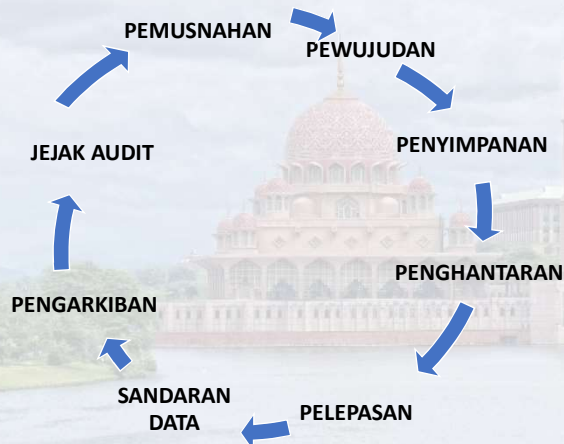 PEMUSNAHAN
PEWUJUDAN
PENYIMPANAN
PENGHANTARAN
PELEPASAN
SANDARAN
DATA
PENGARKIBAN
JEJAK AUDIT